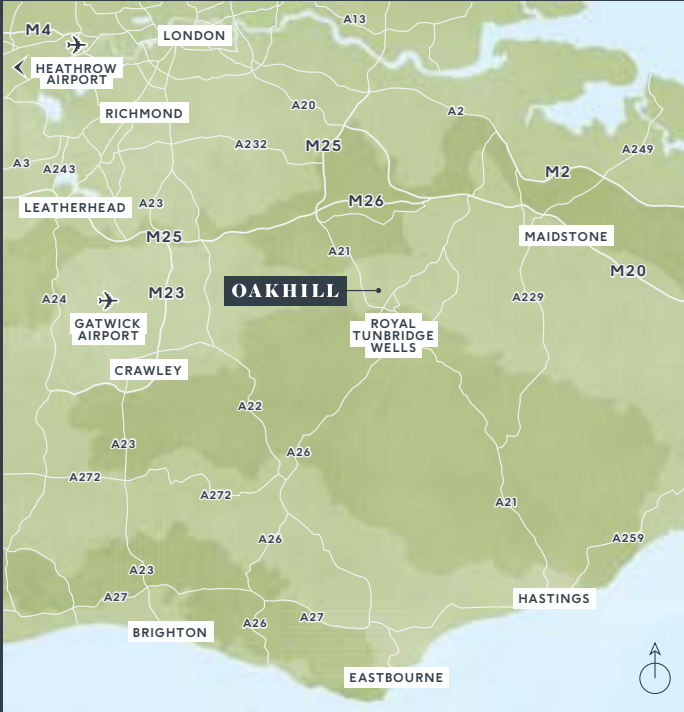 A13
M4
LONDON
HEATHROW
AIRPORT
A20
A2
RICHMOND
A232
M25
A249
A3
A243
M2
M26
A23
LEATHERHEAD
M25
MAIDSTONE
A21
M20
OAKHILL
M23
A24
A229
GATWICK
AIRPORT
ROYAL
TUNBRIDGE
WELLS
CRAWLEY
A22
A23
A26
A272
A272
A21
A26
A259
A23
A27
HASTINGS
A27
A26
BRIGHTON
EASTBOURNE